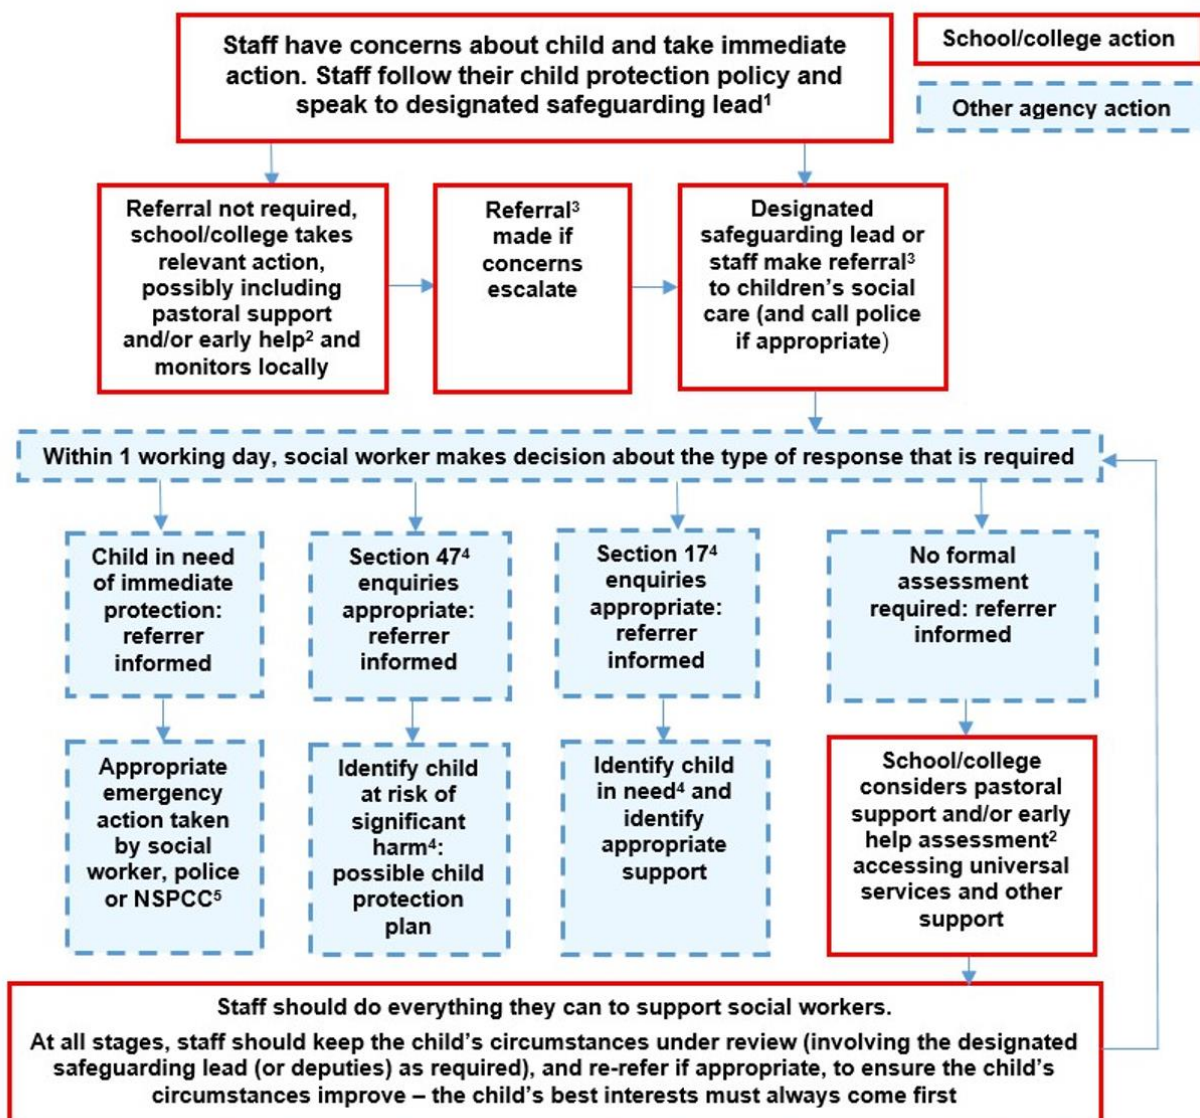 Staff have concerns about child and take immediate
action. Staff follow their child protection policy and
speak to designated safeguarding lead¹
School/college action
Other agency action
Referral not required,
school/college takes
relevant action,
possibly including
pastoral support
and/or early help² and
monitors locally
Referral³
made if
concerns
escalate
Designated
safeguarding lead or
staff make referral³
to children’s social
care (and call police
if appropriate)
Within 1 working day, social worker makes decision about the type of response that is required
Child in need
of immediate
protection:
referrer
informed
Section 47⁴
enquiries
appropriate:
referrer
informed
Section 17⁴
enquiries
appropriate:
referrer
informed
No formal
assessment
required: referrer
informed
Appropriate
emergency
action taken
by social
worker, police
or NSPCC⁵
Identify child
at risk of
significant
harm⁴:
possible child
protection
plan
Identify child
in need⁴ and
identify
appropriate
support
School/college
considers pastoral
support and/or early
help assessment²
accessing universal
services and other
support
Staff should do everything they can to support social workers.
At all stages, staff should keep the child’s circumstances under review (involving the designated
safeguarding lead (or deputies) as required), and re-refer if appropriate, to ensure the child’s
circumstances improve – the child’s best interests must always come first